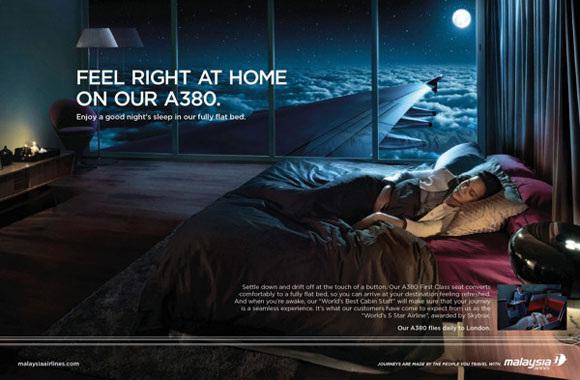 FEEL RIGHT AT HOME
ON OUR A380.
Enjoy a good night's sleep in our fully flat bed.
Settle down and drift off at the touch of a button. Our A380 First Class seat converts
comfortably to a fully flat bed, so you can arrive at your destination feeling refreshed.
And when you're awake, our "World's Best Cabin Staff" will make sure that your journey
is a seamless experience. It's what our customers have come to expect from us as the
"World's 5 Star Airline", awarded by Skytrax.
Our A380 flies daily to London.
malaysiaairlines.com
JOURNEYS ARE MADE BY THE PEOPLE YOU TRAVEL WITH.
malaysia
airlines